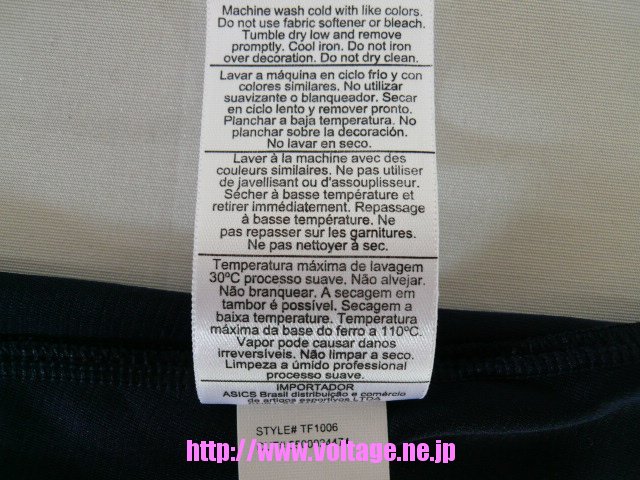 Machine wash cold with like colors.
Do not use fabric softener or bleach.
Tumble dry low and remove
promptly. Cool iron. Do not iron
over decoration. Do not dry clean.
Lavar a máquina en ciclo frio y con
colores similares. No utilizar
suavizante o blanqueador. Secar
en ciclo lento y remover pronto.
Planchar a baja temperatura. No
planchar sobre la decoración.
No lavar en seco.
Laver à la machine avec des
couleurs similaires. Ne pas utiliser
de javellisant ou d'assouplisseur.
Sécher à basse température et
retirer immédiatement. Repassage
à basse température. Ne
pas repasser sur les garnitures.
Ne pas nettoyer à sec.
Temperatura máxima de lavagem
30ºC processo suave. Não alvejar.
Não branquear. A secagem em
tambor é possível. Secagem a
baixa temperature. Temperatura
máxima da base do ferro a 110ºC.
Vapor pode causar danos
irreversíveis. Não limpar a seco.
Limpeza a úmido professional
processo suave.
IMPORTADOR
ASICS Brasil distribuição e comércio
de artigos esportivos LTDA
STYLE# TF1006
http://www.voltage.ne.jp